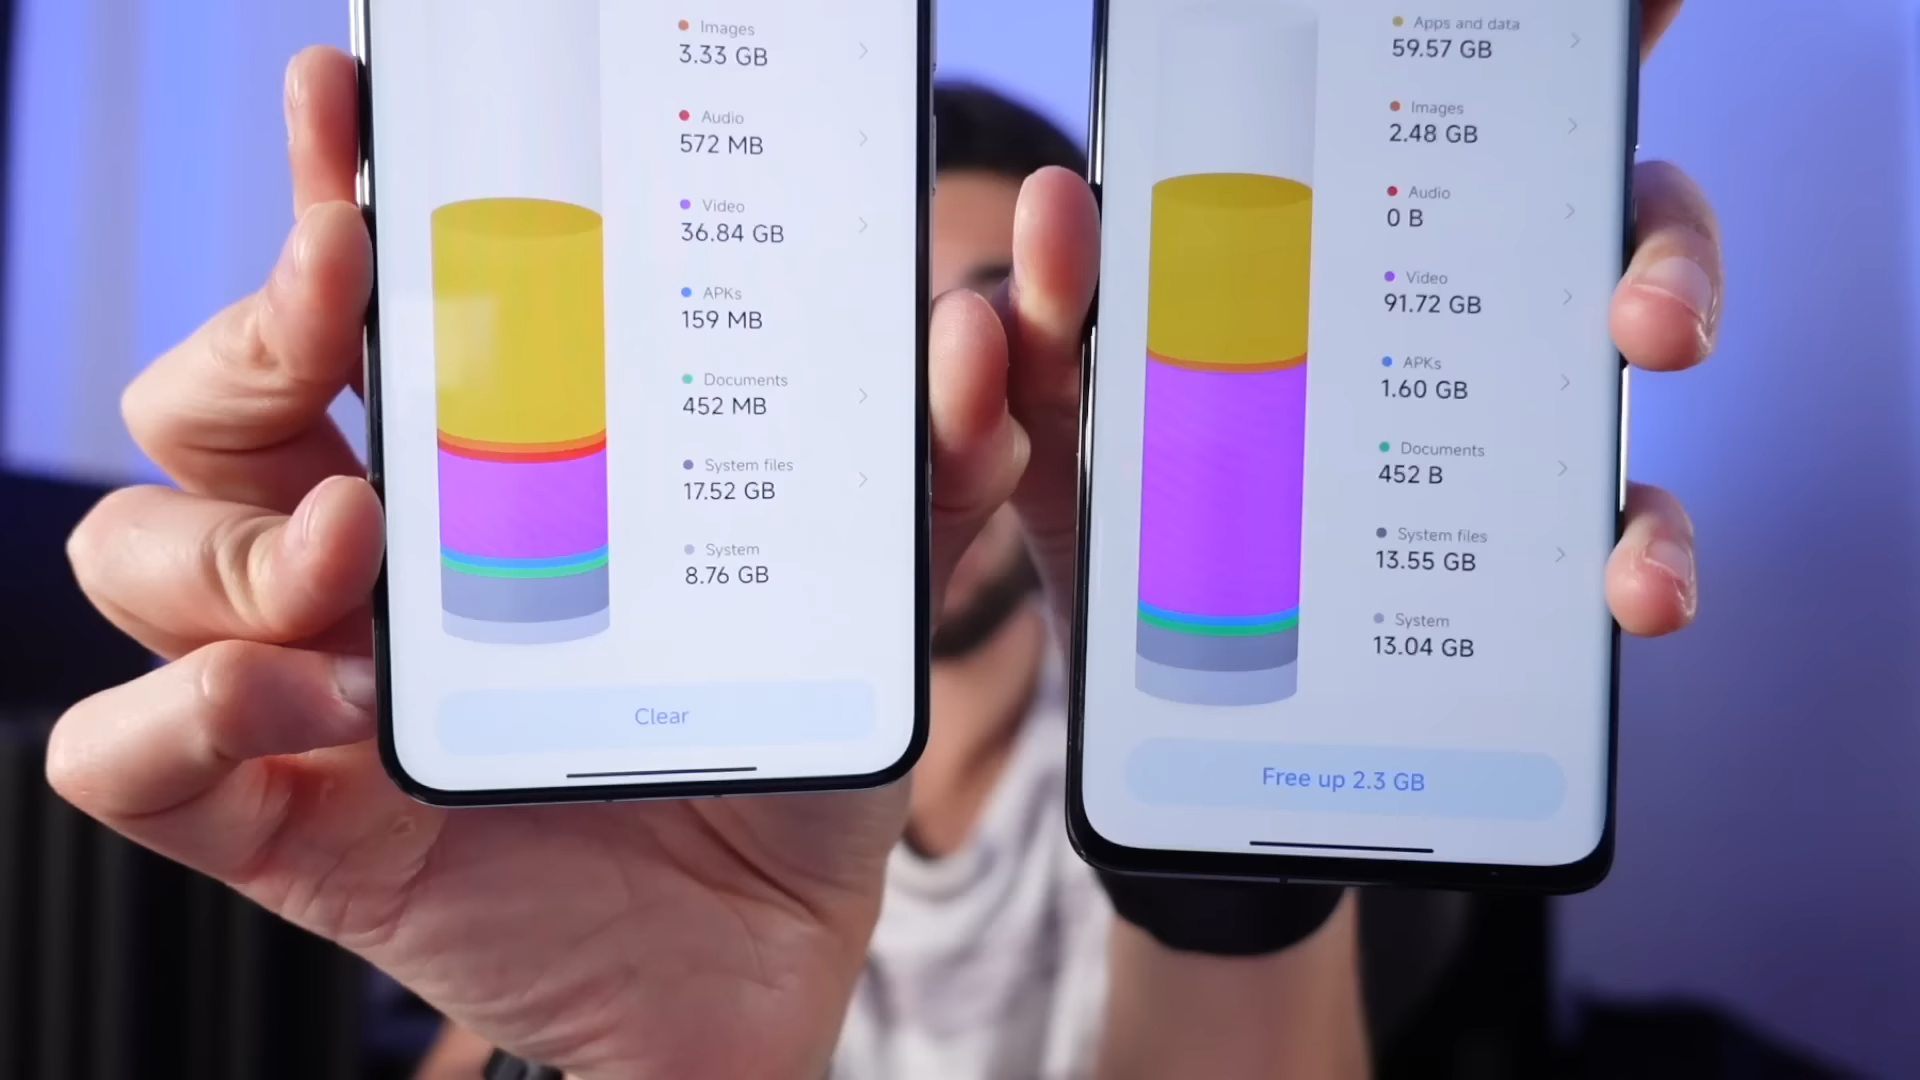 Images
3.33 GB
Audio
572 MB
Video
36.84 GB
APKs
159 MB
Documents
452 MB
System files
17.52 GB
System
8.76 GB
Clear
Apps and data
59.57 GB
Images
2.48 GB
Audio
0 B
Video
91.72 GB
APKs
1.60 GB
Documents
452 B
System files
13.55 GB
System
13.04 GB
Free up 2.3 GB